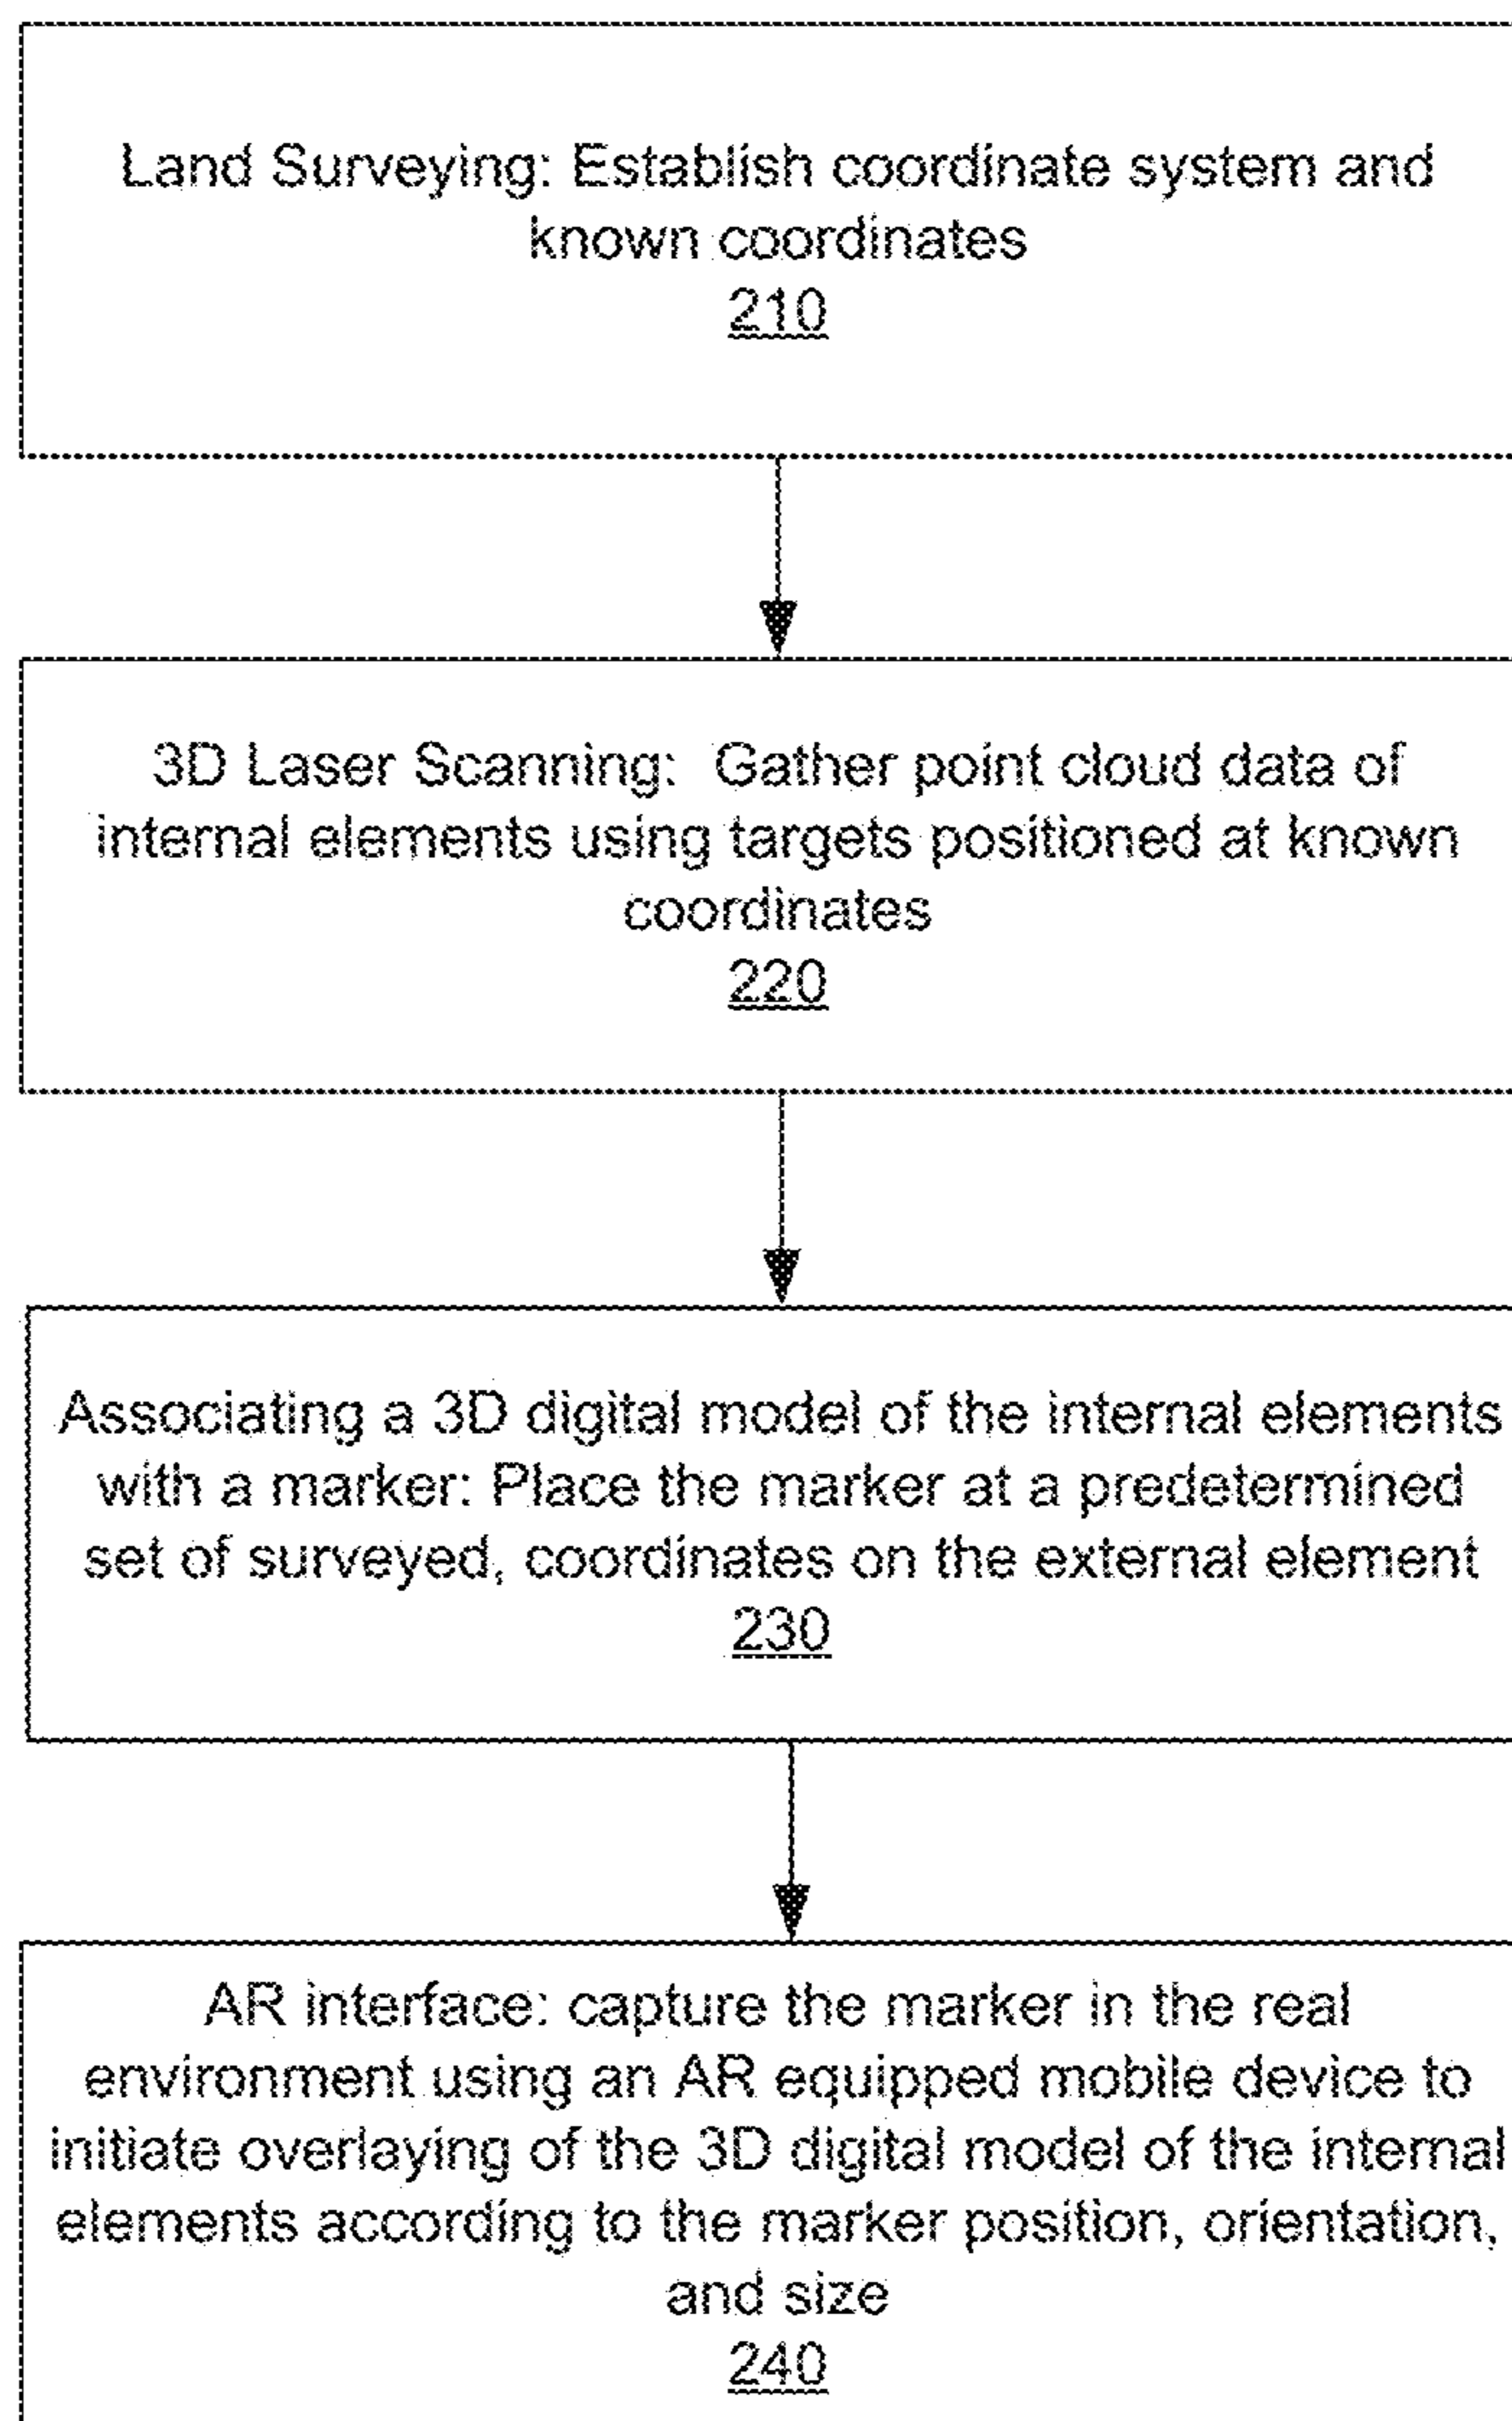 Land Surveying: Establish coordinate system and
known coordinates
210
3D Laser Scanning: Gather point cloud data of
internal elements using targets positioned at known
coordinates
220
Associating a 3D digital model of the internal elements
with a marker: Place the marker at a predetermined
set of surveyed, coordinates on the external element
230
AR interface: capture the marker in the real
environment using an AR equipped mobile device to
initiate overlaying of the 3D digital model of the internal
elements according to the marker position, orientation,
and size
240